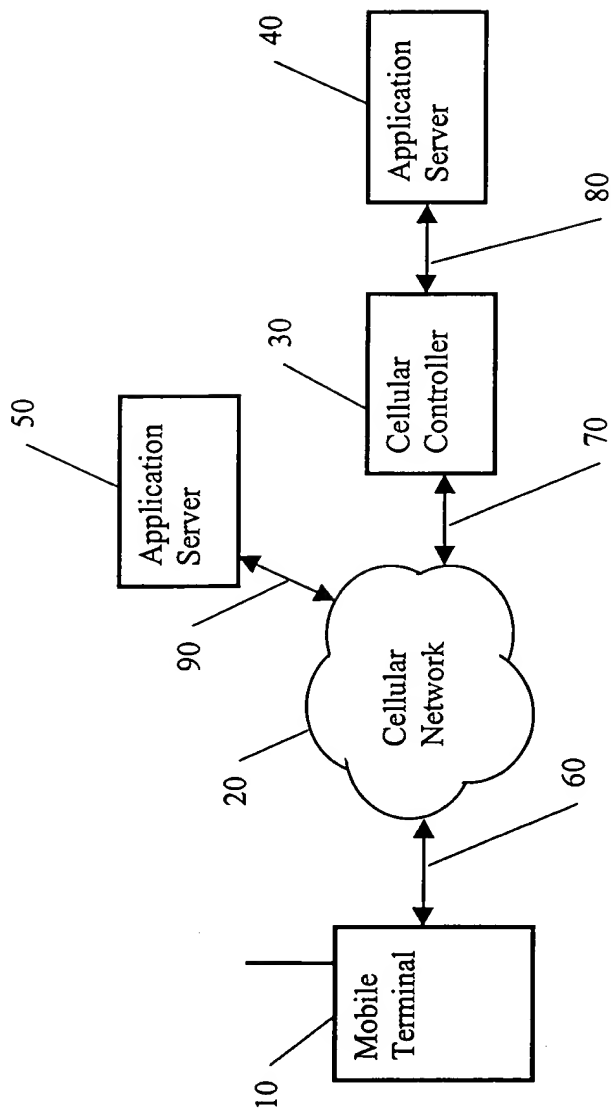 50
Application
Server
90
20
Cellular
Network
10
Mobile
Terminal
60
30
Cellular
Controller
70
40
Application
Server
80